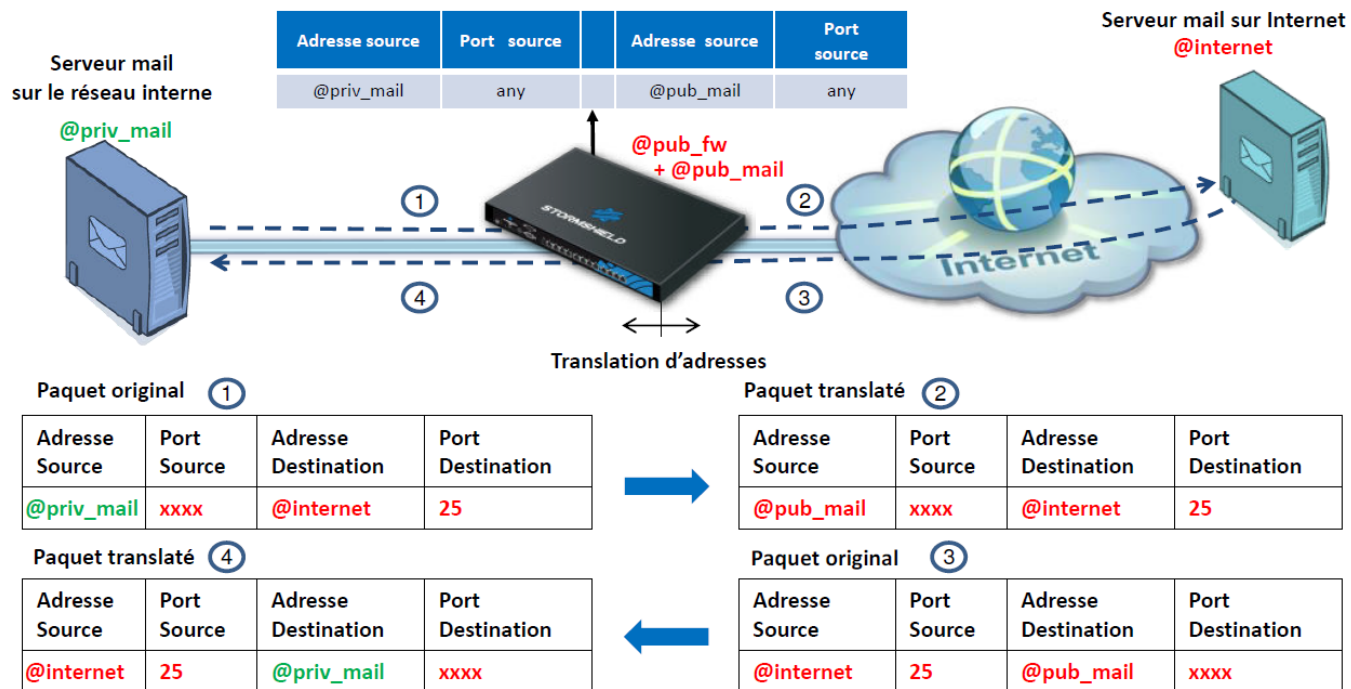 Adresse source Port source Adresse source Port source
@priv_mail any @pub_mail any
Serveur mail
sur le réseau interne
@priv_mail
Serveur mail sur Internet
@internet
@pub_fw
+ @pub_mail
STORMSHIELD
Internet
1
2
4
3
Translation d’adresses
Paquet original 1
Adresse Source Port Source Adresse Destination Port Destination
@priv_mail xxxx @internet 25
Paquet translaté 2
Adresse Source Port Source Adresse Destination Port Destination
@pub_mail xxxx @internet 25
Paquet translaté 4
Adresse Source Port Source Adresse Destination Port Destination
@internet 25 @priv_mail xxxx
Paquet original 3
Adresse Source Port Source Adresse Destination Port Destination
@internet 25 @pub_mail xxxx